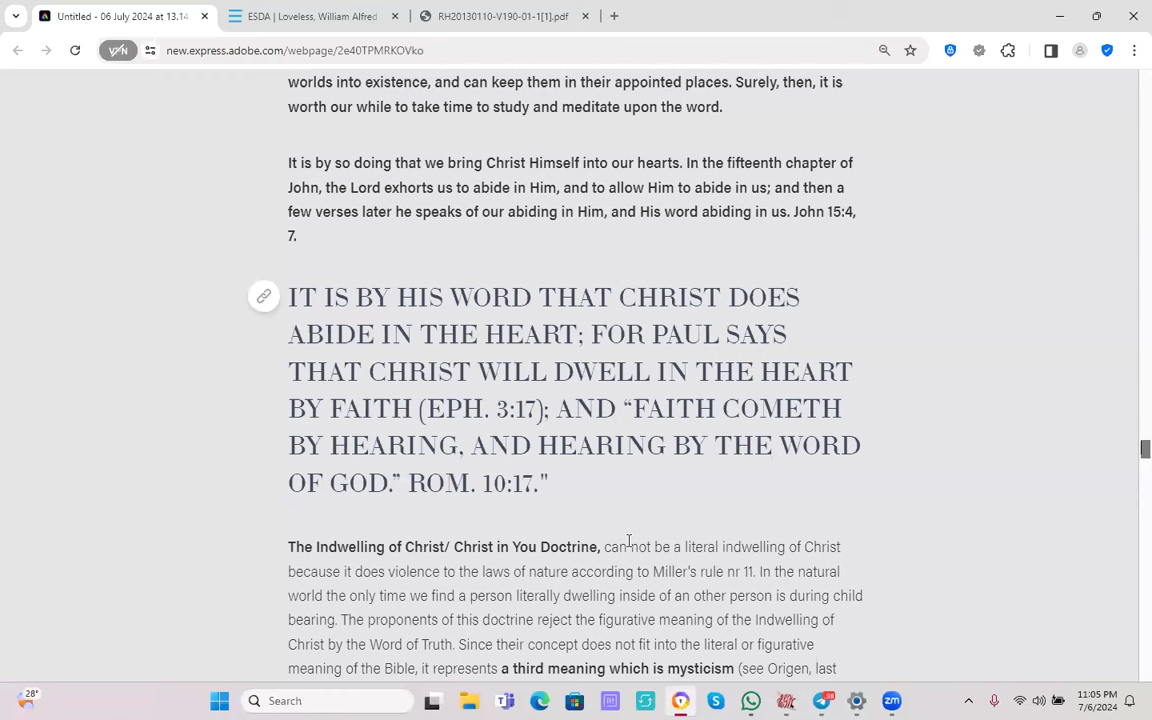 Untitled - 06 July 2024 at 13.14.
ESDA | Loveless, William Alfred
RH20130110-V190-01-1[1].pdf
VPN
new.express.adobe.com/webpage/2e40TPMRKOVko
worlds into existence, and can keep them in their appointed places. Surely, then, it is
worth our while to take time to study and meditate upon the word.
It is by so doing that we bring Christ Himself into our hearts. In the fifteenth chapter of
John, the Lord exhorts us to abide in Him, and to allow Him to abide in us; and then a
few verses later he speaks of our abiding in Him, and His word abiding in us. John 15:4,
7.
IT IS BY HIS WORD THAT CHRIST DOES
ABIDE IN THE HEART; FOR PAUL SAYS
THAT CHRIST WILL DWELL IN THE HEART
BY FAITH (EPH. 3:17); AND “FAITH COMETH
BY HEARING, AND HEARING BY THE WORD
OF GOD.” ROM. 10:17."
The Indwelling of Christ/ Christ in You Doctrine, cannot be a literal indwelling of Christ
because it does violence to the laws of nature according to Miller's rule nr 11. In the natural
world the only time we find a person literally dwelling inside of an other person is during child
bearing. The proponents of this doctrine reject the figurative meaning of the Indwelling of
Christ by the Word of Truth. Since their concept does not fit into the literal or figurative
meaning of the Bible, it represents a third meaning which is mysticism (see Origen, last
28°
Search
11:05 PM
7/6/2024